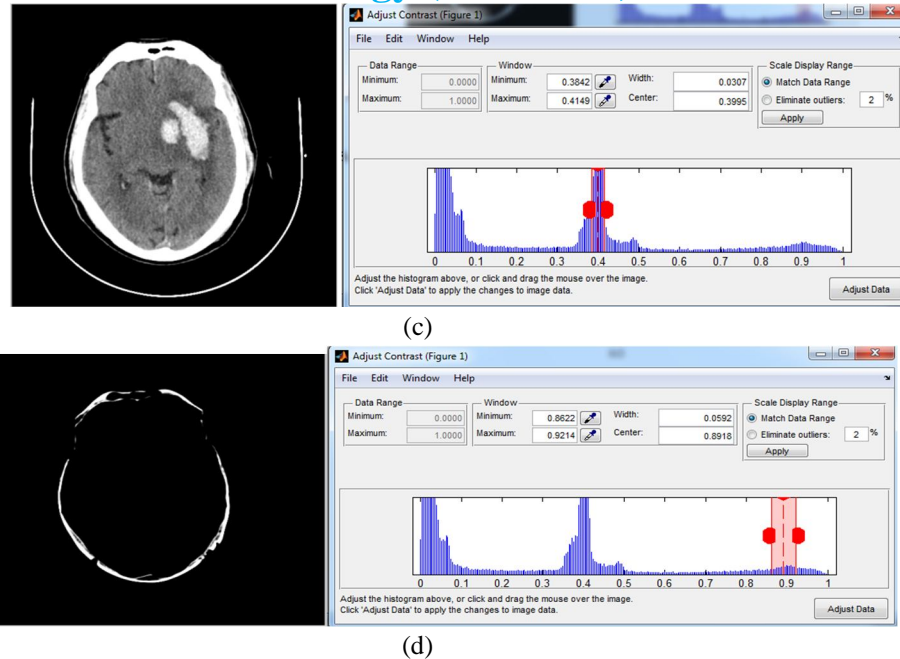 Adjust Contrast (Figure 1)
File Edit Window Help
Data Range Window Scale Display Range
Minimum: 0.0000 Minimum: 0.3842 Width: 0.0307 Match Data Range
Maximum: 1.0000 Maximum: 0.4149 Center: 0.3995 Eliminate outliers: 2 %
Apply
0 0.1 0.2 0.3 0.4 0.5 0.6 0.7 0.8 0.9 1
Adjust the histogram above, or click and drag the mouse over the image.
Click 'Adjust Data' to apply the changes to image data. Adjust Data
(c)
Adjust Contrast (Figure 1)
File Edit Window Help
Data Range Window Scale Display Range
Minimum: 0.0000 Minimum: 0.8622 Width: 0.0592 Match Data Range
Maximum: 1.0000 Maximum: 0.9214 Center: 0.8918 Eliminate outliers: 2 %
Apply
0 0.1 0.2 0.3 0.4 0.5 0.6 0.7 0.8 0.9 1
Adjust the histogram above, or click and drag the mouse over the image.
Click 'Adjust Data' to apply the changes to image data. Adjust Data
(d)